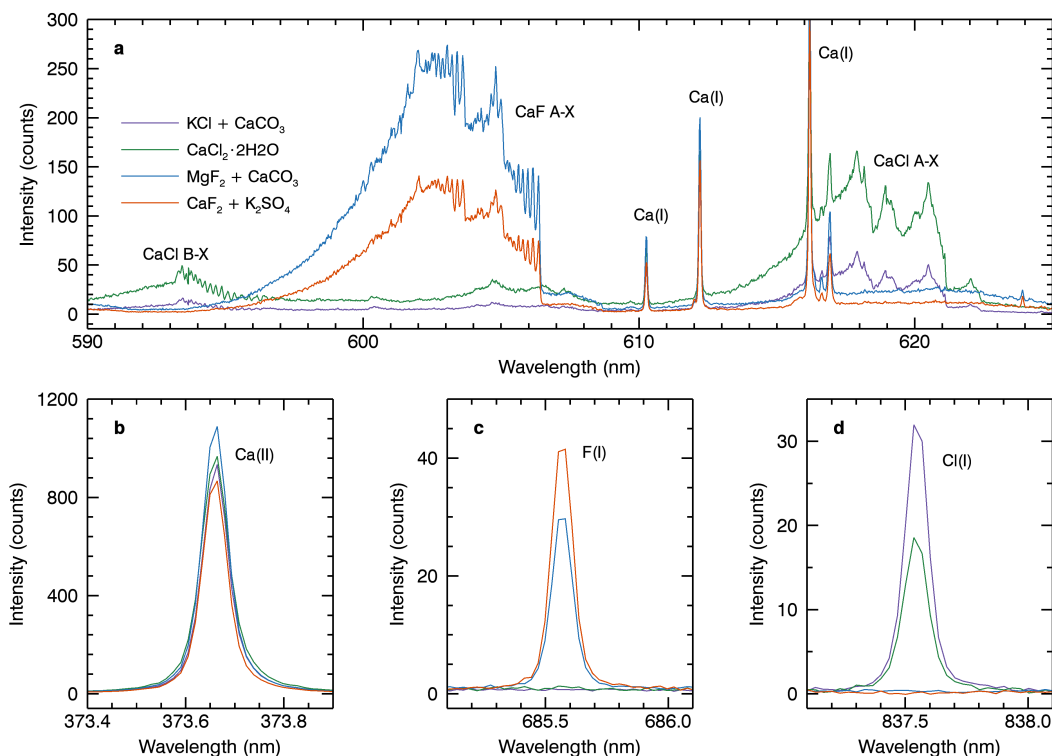 a
Intensity (counts)
300
250
200
150
100
50
0
KCl + CaCO₃
CaCl₂·2H2O
MgF₂ + CaCO₃
CaF₂ + K₂SO₄
CaCl B-X
CaF A-X
Ca(I)
Ca(I)
Ca(I)
CaCl A-X
590
600
610
620
Wavelength (nm)
b
Ca(II)
Intensity (counts)
1200
800
400
0
373.4
373.6
373.8
Wavelength (nm)
c
F(I)
Intensity (counts)
40
20
0
685.5
686.0
Wavelength (nm)
d
Cl(I)
Intensity (counts)
30
20
10
0
837.5
838.0
Wavelength (nm)